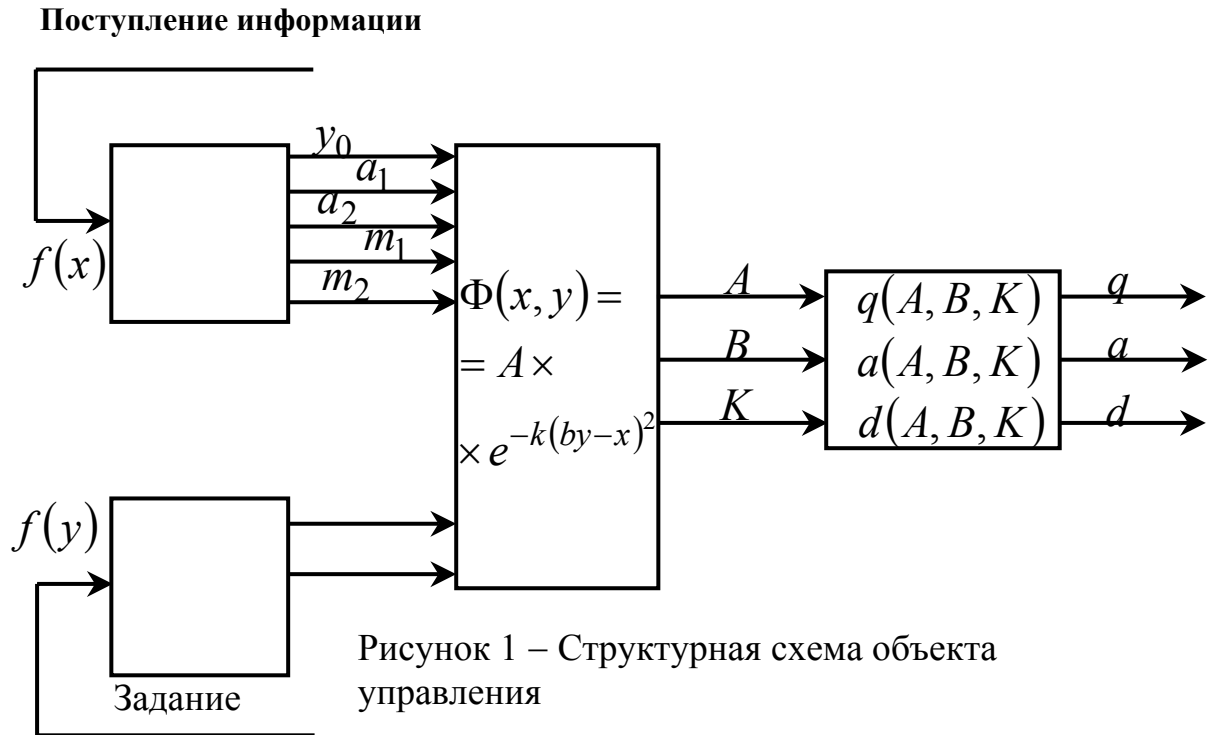 Поступление информации
y₀
a₁
a₂
m₁
m₂
f(x)
Φ(x, y) =
= A ×
× e^{-k(by-x)^2}
A
B
K
q(A, B, K)
a(A, B, K)
d(A, B, K)
q
a
d
f(y)
Задание
Рисунок 1 – Структурная схема объекта
управления